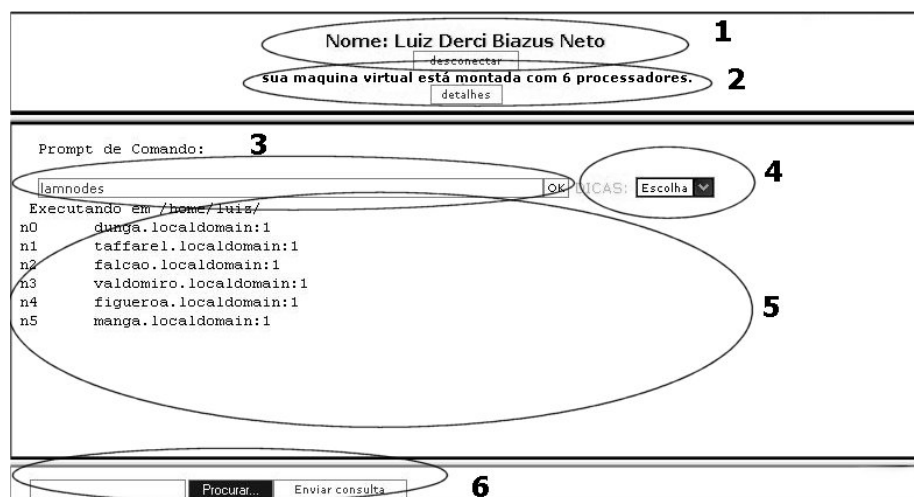 Nome: Luiz Derci Biazus Neto
1
desconectar
sua maquina virtual está montada com 6 processadores.
2
detalhes
Prompt de Comando:
3
4
lamnodes
OK
DICAS:
Escolha
Executando em /home/luiz/
n0 dunga.localdomain:1
n1 taffarel.localdomain:1
n2 falcao.localdomain:1
n3 valdomiro.localdomain:1
n4 figueroa.localdomain:1
n5 manga.localdomain:1
5
Procurar...
Enviar consulta
6